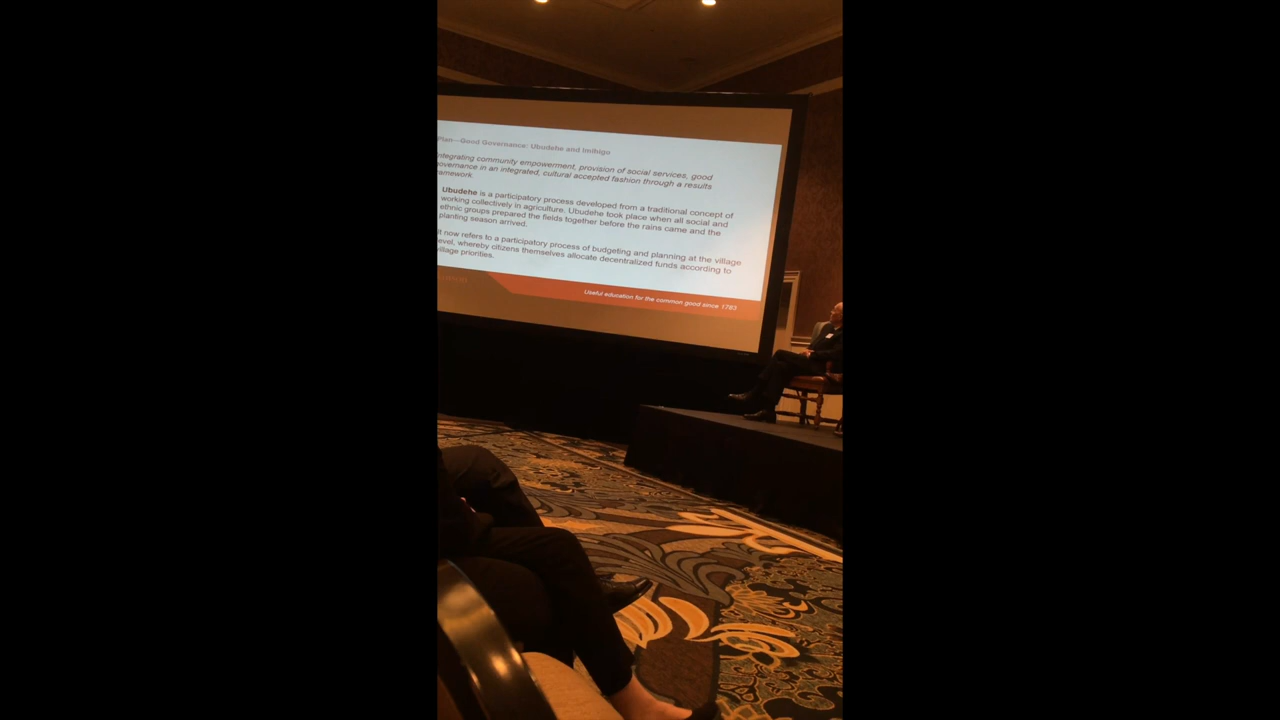 Plan—Good Governance: Ubudehe and Imihigo
ntegrating community empowerment, provision of social services, good
overnance in an integrated, cultural accepted fashion through a results
amework
Ubudehe is a participatory process developed from a traditional concept of
working collectively in agriculture. Ubudehe took place when all social and
ethnic groups prepared the fields together before the rains came and the
planting season arrived.
It now refers to a participatory process of budgeting and planning at the village
evel, whereby citizens themselves allocate decentralized funds according to
village priorities.
Useful education for the common good since 1783